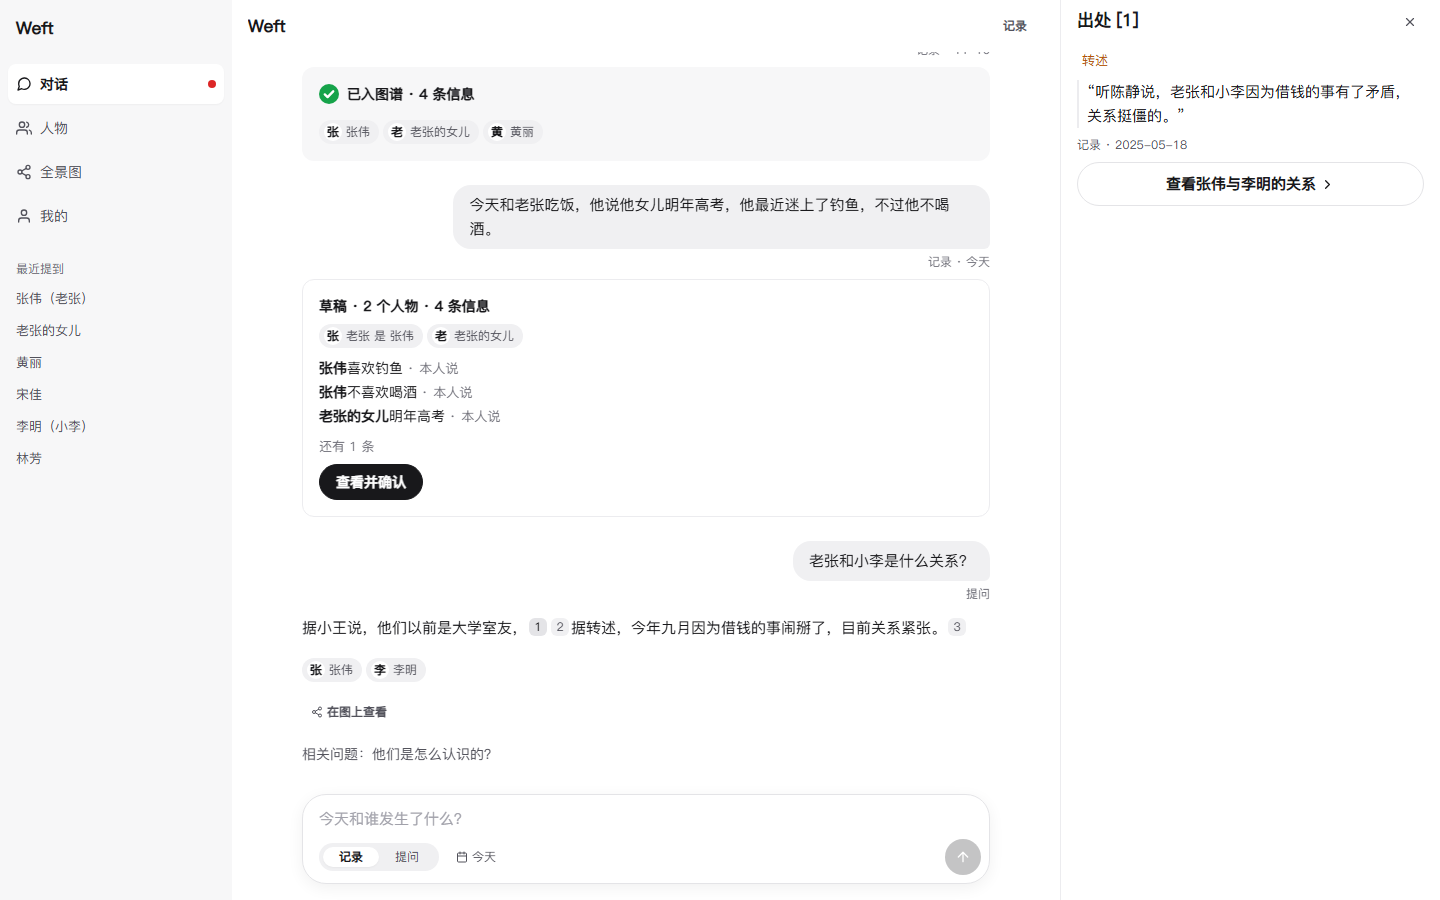 Weft
对话
人物
全景图
我的
最近提到
张伟（老张）
老张的女儿
黄丽
宋佳
李明（小李）
林芳
Weft
记录
已入图谱 · 4 条信息
张 张伟
老 老张的女儿
黄 黄丽
今天和老张吃饭，他说他女儿明年高考，他最近迷上了钓鱼，不过他不喝
酒。
记录 · 今天
草稿 · 2 个人物 · 4 条信息
张 老张 是 张伟
老 老张的女儿
张伟喜欢钓鱼 · 本人说
张伟不喜欢喝酒 · 本人说
老张的女儿明年高考 · 本人说
还有 1 条
查看并确认
老张和小李是什么关系？
提问
据小王说，他们以前是大学室友， 1 2 据转述，今年九月因为借钱的事闹掰了，目前关系紧张。 3
张 张伟
李 李明
在图上查看
相关问题：他们是怎么认识的？
今天和谁发生了什么？
记录
提问
今天
出处 [1]
转述
“听陈静说，老张和小李因为借钱的事有了矛盾，
关系挺僵的。”
记录 · 2025-05-18
查看张伟与李明的关系